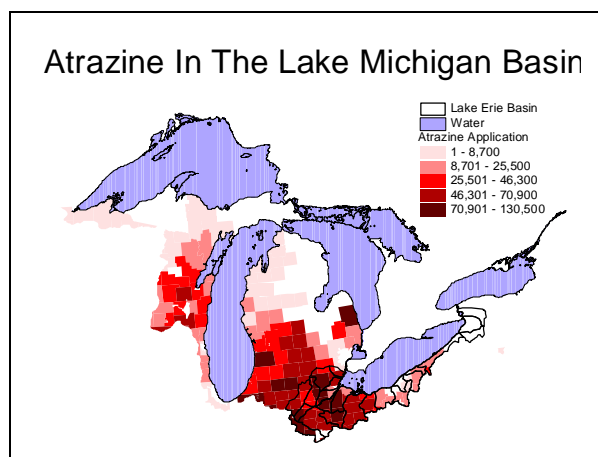 Atrazine In The Lake Michigan Basin
Lake Erie Basin
Water
Atrazine Application
1 - 8,700
8,701 - 25,500
25,501 - 46,300
46,301 - 70,900
70,901 - 130,500